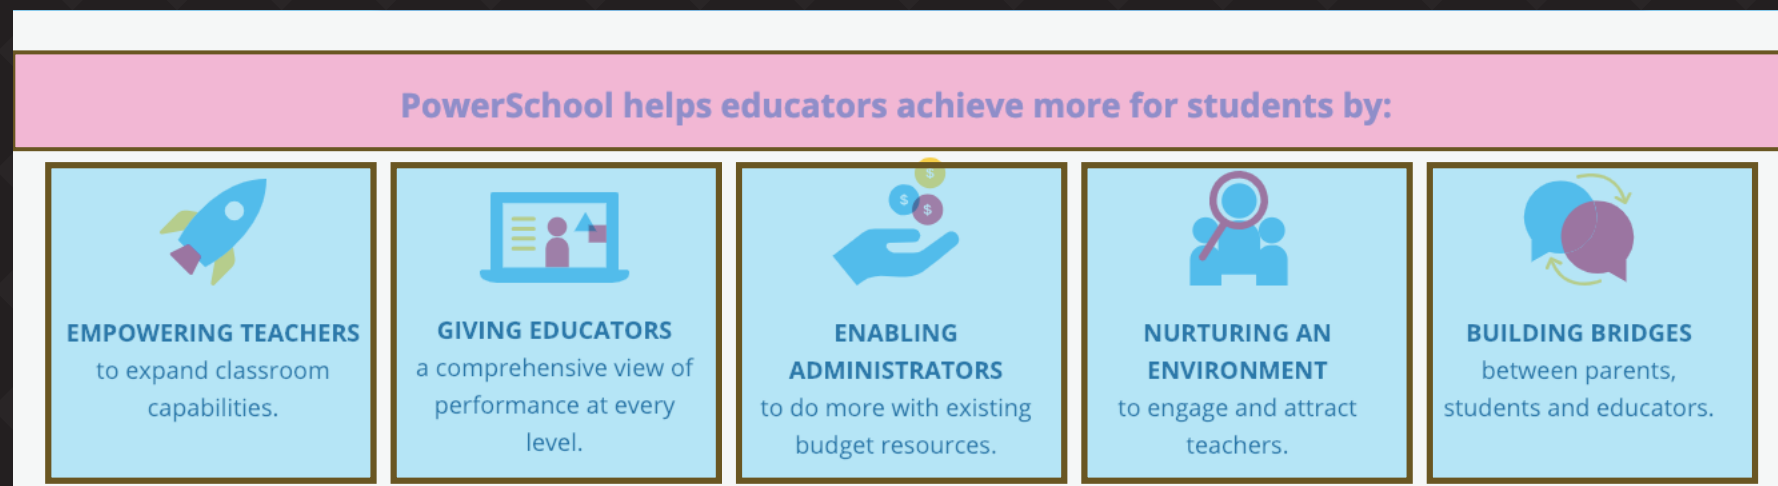 PowerSchool helps educators achieve more for students by:
$
$
$
EMPOWERING TEACHERS
to expand classroom
capabilities.
GIVING EDUCATORS
a comprehensive view of
performance at every
level.
ENABLING
ADMINISTRATORS
to do more with existing
budget resources.
NURTURING AN
ENVIRONMENT
to engage and attract
teachers.
BUILDING BRIDGES
between parents,
students and educators.